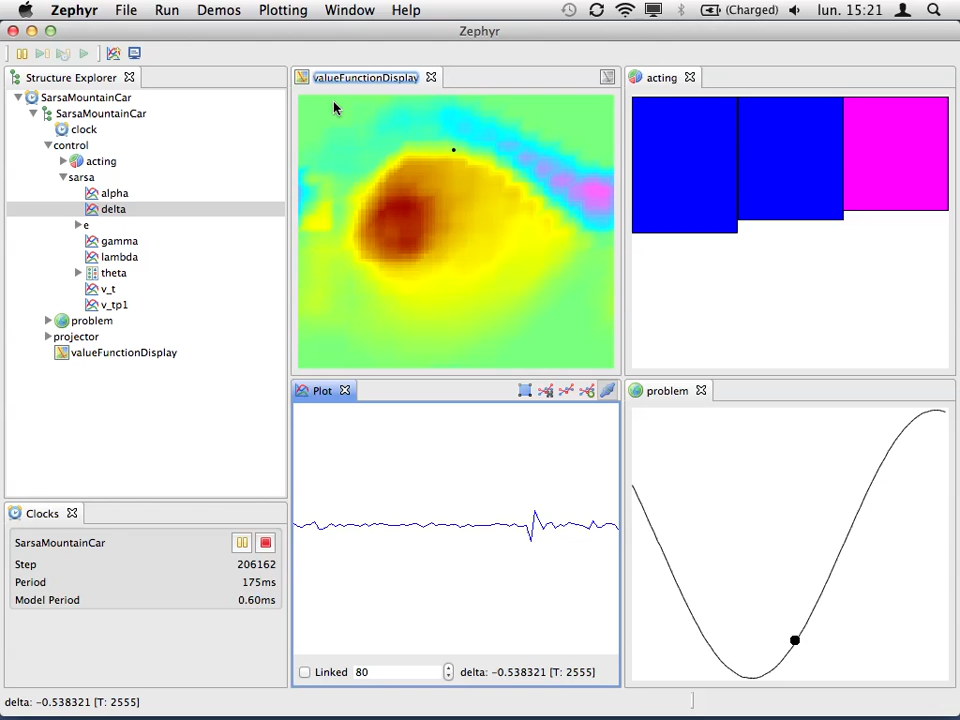 Zephyr File Run Demos Plotting Window Help (Charged) lun. 15:21
Zephyr
Structure Explorer
SarsaMountainCar
SarsaMountainCar
clock
control
acting
sarsa
alpha
delta
e
gamma
lambda
theta
v_t
v_tp1
problem
projector
valueFunctionDisplay
Clocks
SarsaMountainCar
Step 206162
Period 175ms
Model Period 0.60ms
valueFunctionDisplay
acting
Plot
Linked 80 delta: -0.538321 [T: 2555]
problem
delta: -0.538321 [T: 2555]